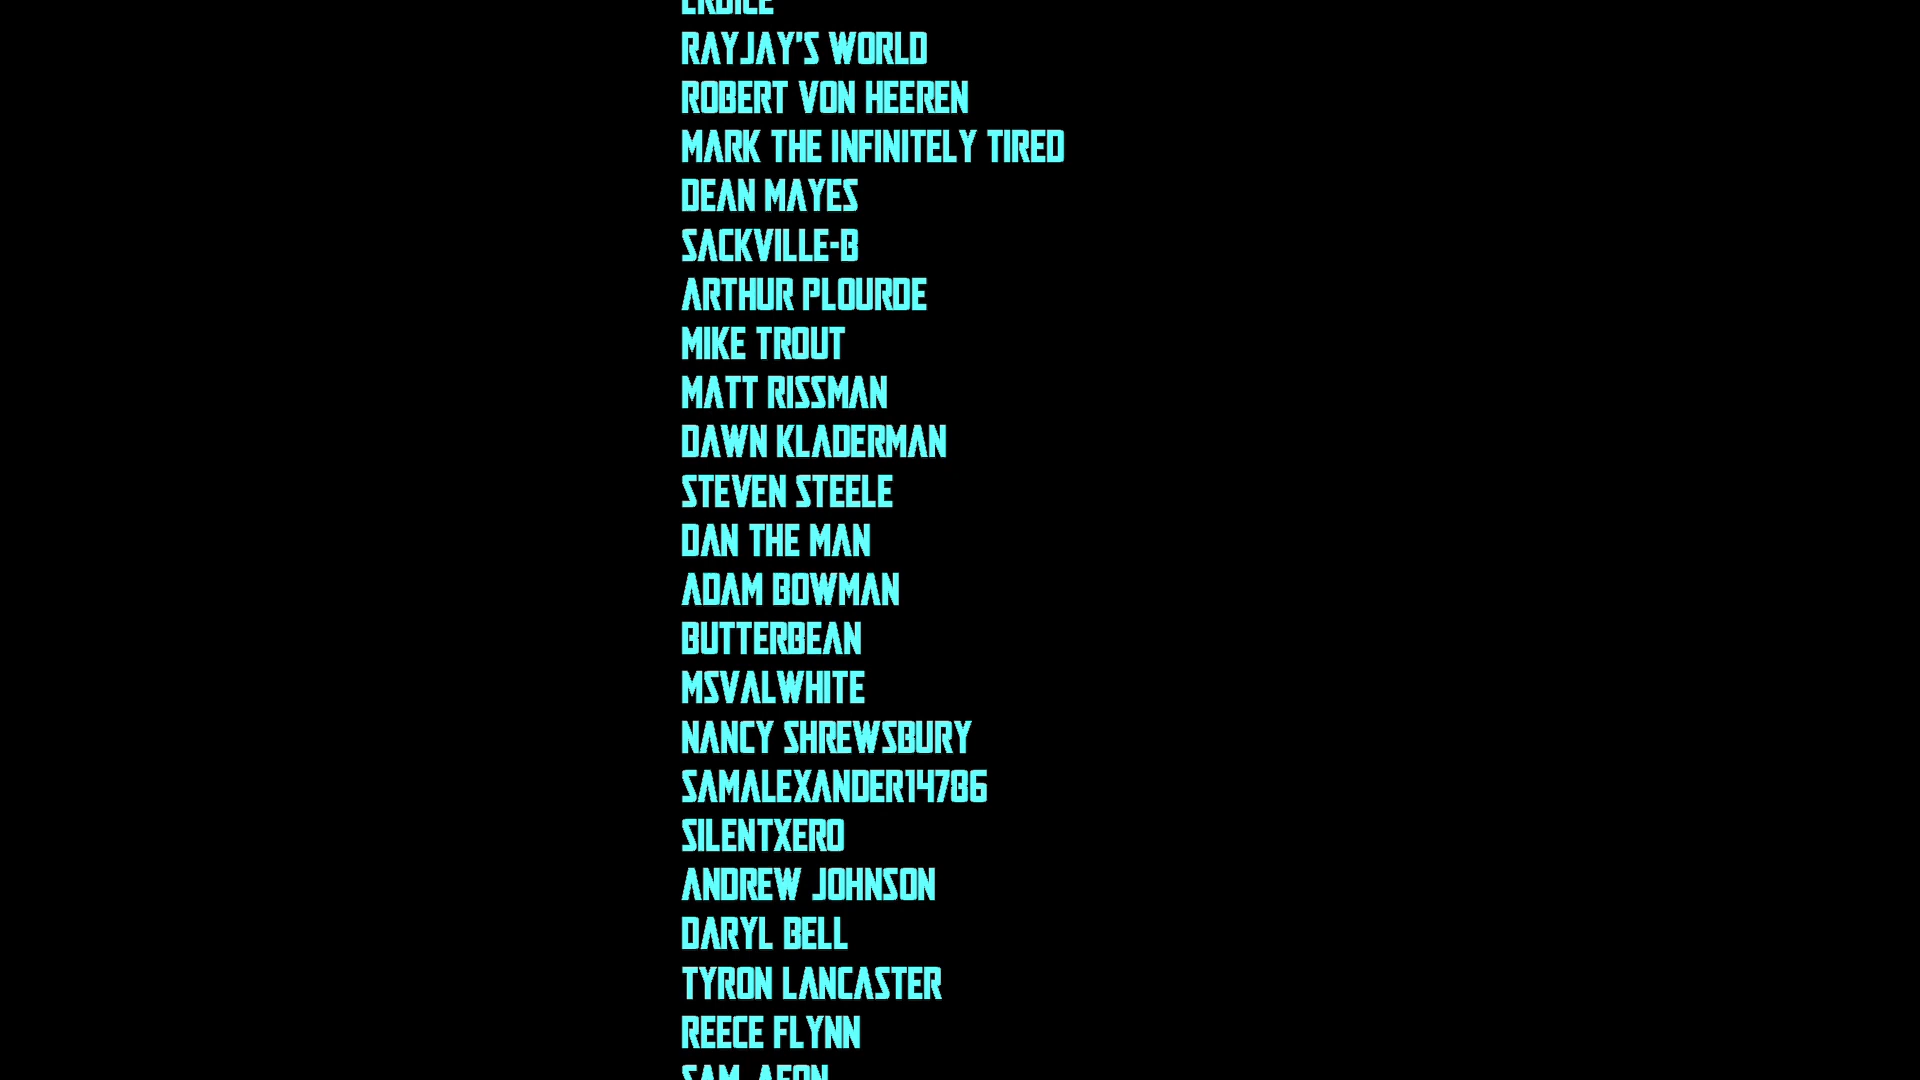 RAYJAY'S WORLD
ROBERT VON HEEREN
MARK THE INFINITELY TIRED
DEAN MAYES
SACKVILLE-B
ARTHUR PLOURDE
MIKE TROUT
MATT RISSMAN
DAWN KLADERMAN
STEVEN STEELE
DAN THE MAN
ADAM BOWMAN
BUTTERBEAN
MSVALWHITE
NANCY SHREWSBURY
SAMALEXANDER14786
SILENTXERO
ANDREW JOHNSON
DARYL BELL
TYRON LANCASTER
REECE FLYNN